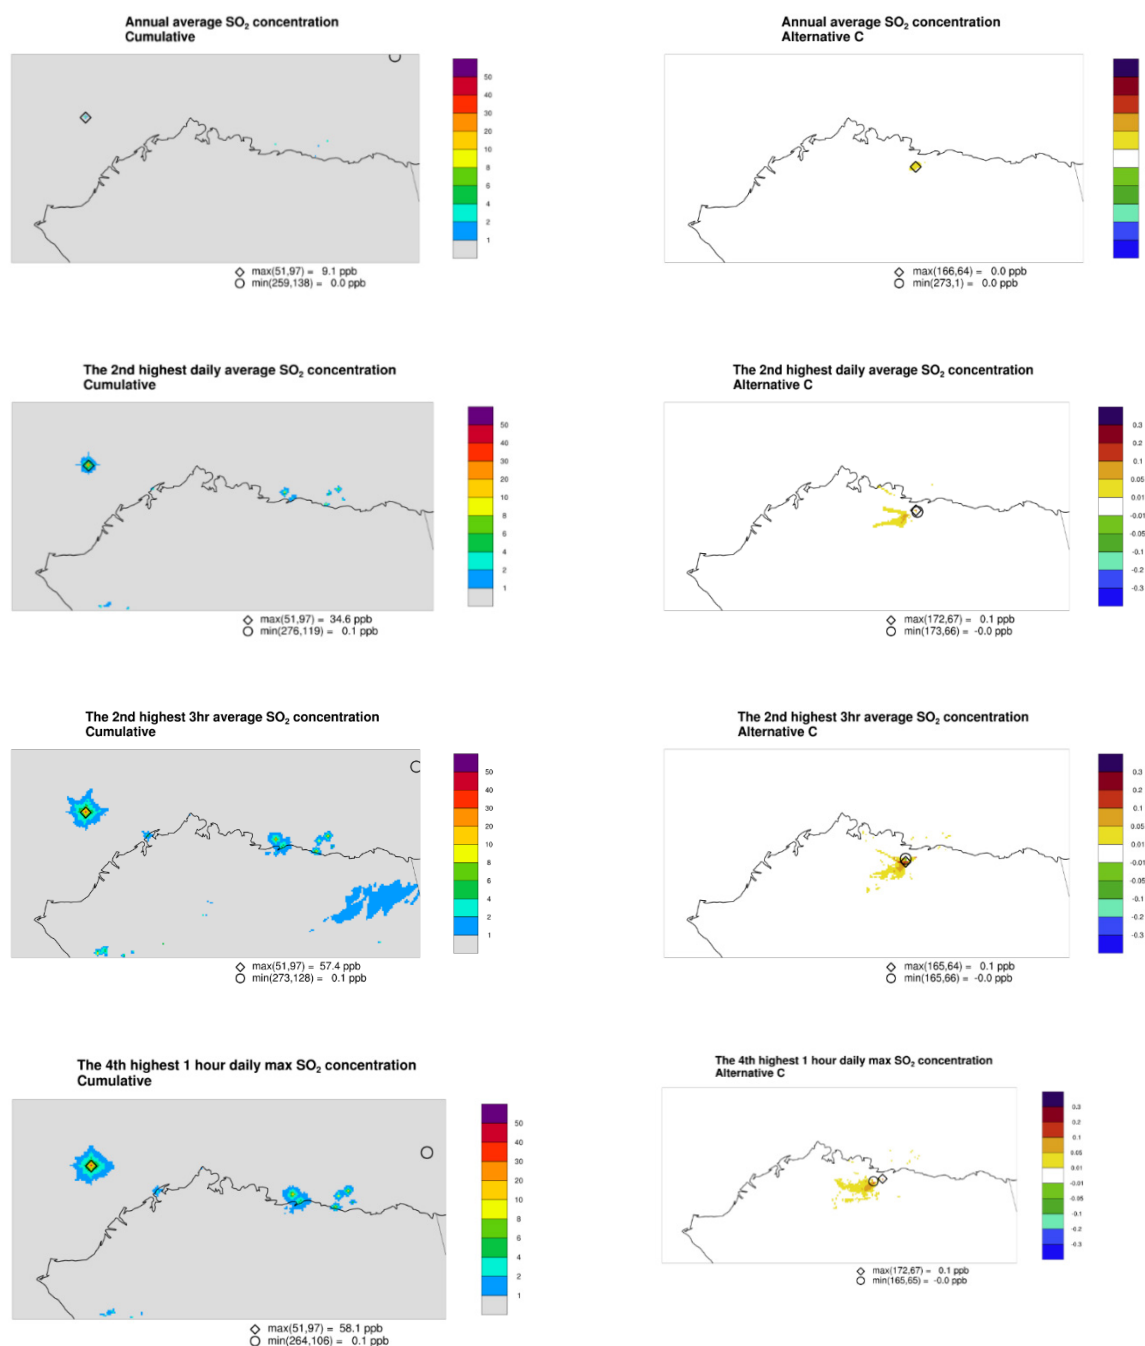 Annual average SO₂ concentration
Cumulative
50
40
30
20
10
8
6
4
2
1
max(51,97) = 9.1 ppb
min(259,138) = 0.0 ppb
Annual average SO₂ concentration
Alternative C
max(166,64) = 0.0 ppb
min(273,1) = 0.0 ppb
The 2nd highest daily average SO₂ concentration
Cumulative
50
40
30
20
10
8
6
4
2
1
max(51,97) = 34.6 ppb
min(276,119) = 0.1 ppb
The 2nd highest daily average SO₂ concentration
Alternative C
0.3
0.2
0.1
0.05
0.01
-0.01
-0.05
-0.1
-0.2
-0.3
max(172,67) = 0.1 ppb
min(173,66) = -0.0 ppb
The 2nd highest 3hr average SO₂ concentration
Cumulative
50
40
30
20
10
8
6
4
2
1
max(51,97) = 57.4 ppb
min(273,128) = 0.1 ppb
The 2nd highest 3hr average SO₂ concentration
Alternative C
0.3
0.2
0.1
0.05
0.01
-0.01
-0.05
-0.1
-0.2
-0.3
max(165,64) = 0.1 ppb
min(165,66) = -0.0 ppb
The 4th highest 1 hour daily max SO₂ concentration
Cumulative
50
40
30
20
10
8
6
4
2
1
max(51,97) = 58.1 ppb
min(264,106) = 0.1 ppb
The 4th highest 1 hour daily max SO₂ concentration
Alternative C
0.3
0.2
0.1
0.05
0.01
-0.01
-0.05
-0.1
-0.2
-0.3
max(172,67) = 0.1 ppb
min(165,65) = -0.0 ppb